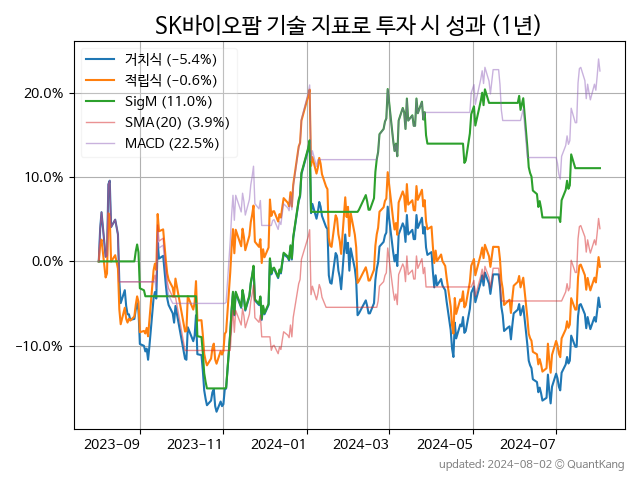 SK바이오팜 기술 지표로 투자 시 성과 (1년)
거치식 (−5.4%)
적립식 (−0.6%)
SigM (11.0%)
SMA(20) (3.9%)
MACD (22.5%)
20.0%
10.0%
0.0%
−10.0%
2023-09 2023-11 2024-01 2024-03 2024-05 2024-07
updated: 2024-08-02 ⓒ QuantKang